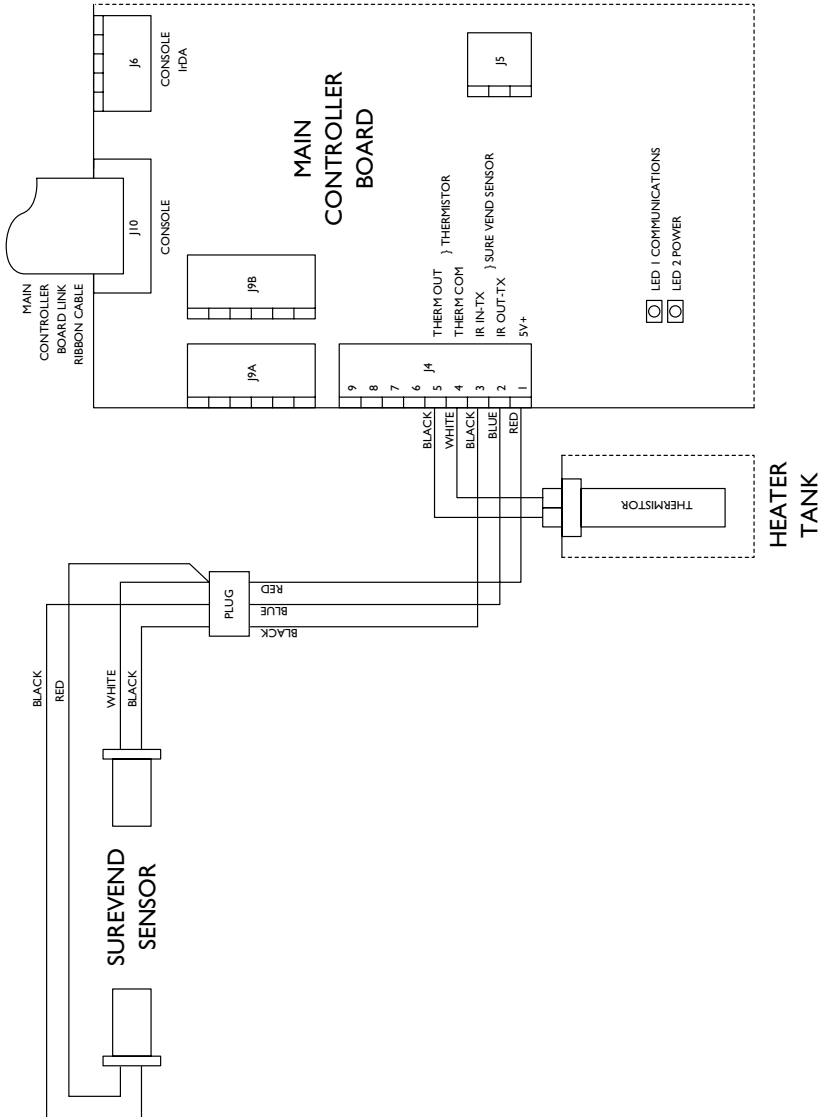 J6
CONSOLE
IrDA
J10
CONSOLE
MAIN
CONTROLLER
BOARD LINK
RIBBON CABLE
MAIN
CONTROLLER
BOARD
J5
J9B
J9A
J4
9
8
7
6
5
4
3
2
1
THERM OUT
THERM COM
} THERMISTOR
IR IN-TX
IR OUT-TX
} SURE VEND SENSOR
5V+
LED 1 COMMUNICATIONS
LED 2 POWER
BLACK
WHITE
BLACK
BLUE
RED
THERMISTOR
HEATER
TANK
PLUG
RED
BLUE
BLACK
BLACK
RED
WHITE
BLACK
SUREVEND
SENSOR